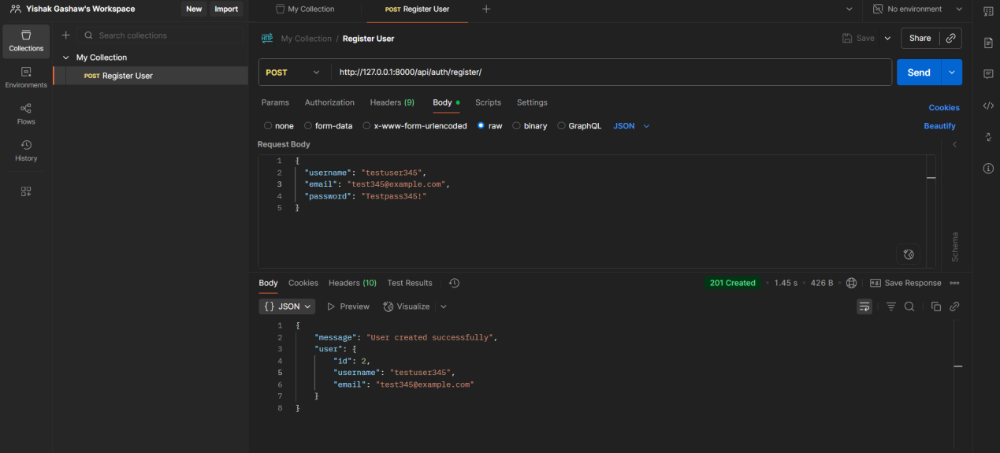 Yishak Gashaw's Workspace New Import
My Collection POST Register User
No environment
Collections
Environments
Flows
History
Search collections
My Collection
POST Register User
HTTP My Collection / Register User Save Share
POST http://127.0.0.1:8000/api/auth/register/ Send
Params Authorization Headers (9) Body Scripts Settings Cookies
none form-data x-www-form-urlencoded raw binary GraphQL JSON Beautify
Request Body
1 {
2 "username": "testuser345",
3 "email": "test345@example.com",
4 "password": "Testpass345!"
5 }
Schema
Body Cookies Headers (10) Test Results 201 Created • 1.45 s • 426 B • Save Response
{} JSON Preview Visualize
1 {
2 "message": "User created successfully",
3 "user": {
4 "id": 2,
5 "username": "testuser345",
6 "email": "test345@example.com"
7 }
8 }